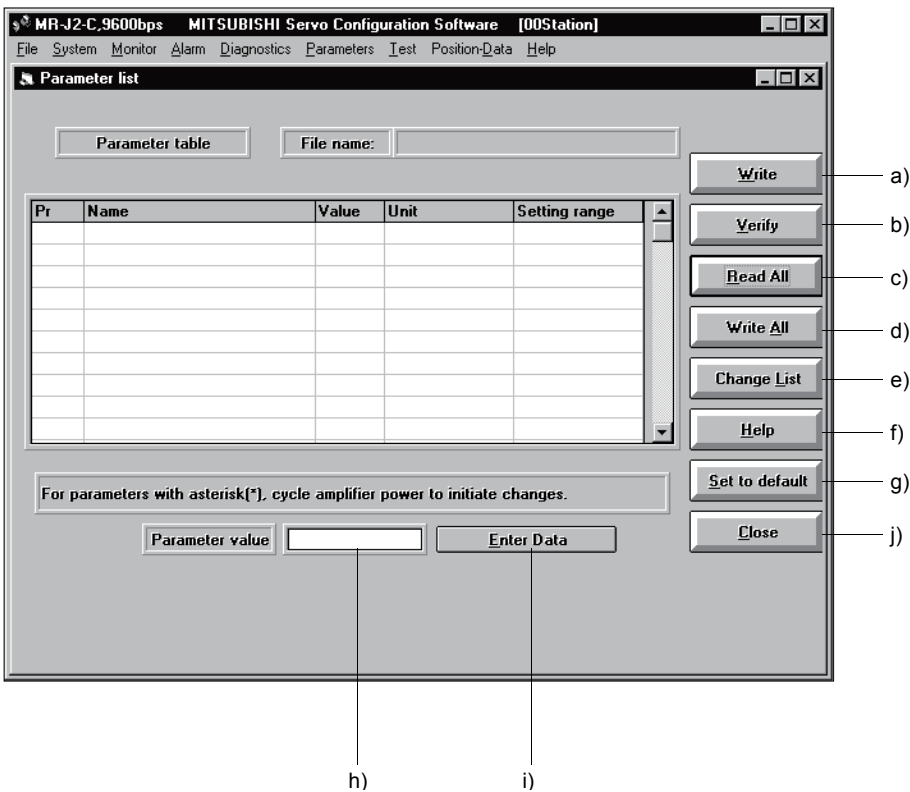 MR-J2-C,9600bps MITSUBISHI Servo Configuration Software [00Station]
File System Monitor Alarm Diagnostics Parameters Test Position-Data Help
Parameter list
Parameter table File name:
Write a)
Pr Name Value Unit Setting range
Verify b)
Read All c)
Write All d)
Change List e)
Help f)
Set to default g)
For parameters with asterisk(*), cycle amplifier power to initiate changes.
Parameter value Enter Data
Close j)
h) i)